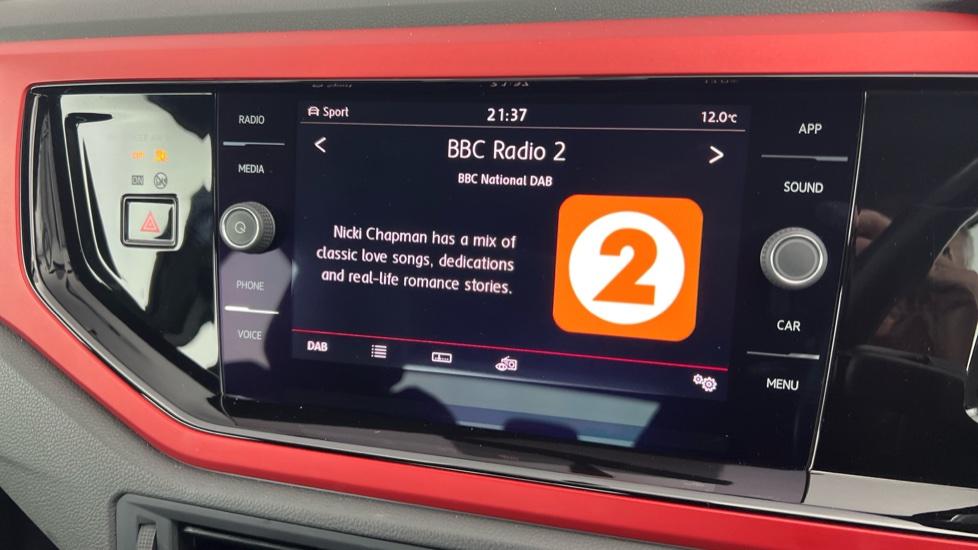 RADIO
MEDIA
PHONE
VOICE
Sport
21:37
12.0°C
BBC Radio 2
BBC National DAB
Nicki Chapman has a mix of
classic love songs, dedications
and real-life romance stories.
2
DAB
APP
SOUND
CAR
MENU